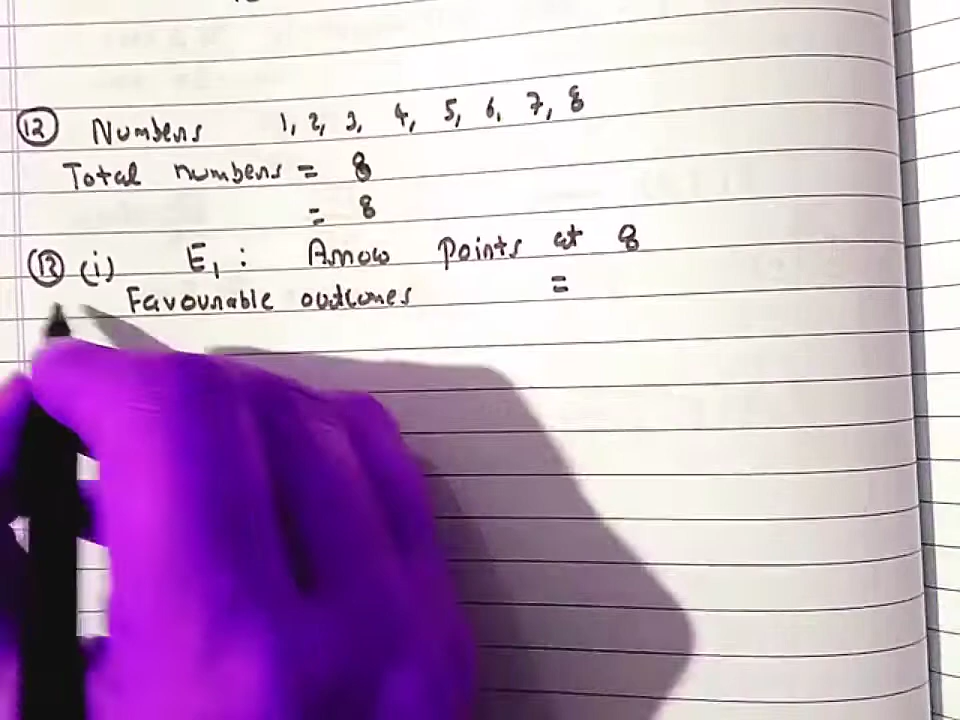 12 Numbers 1, 2, 3, 4, 5, 6, 7, 8
Total numbers = 8
= 8
12 (i) E₁ : Arrow Points at 8
Favourable outcomes =